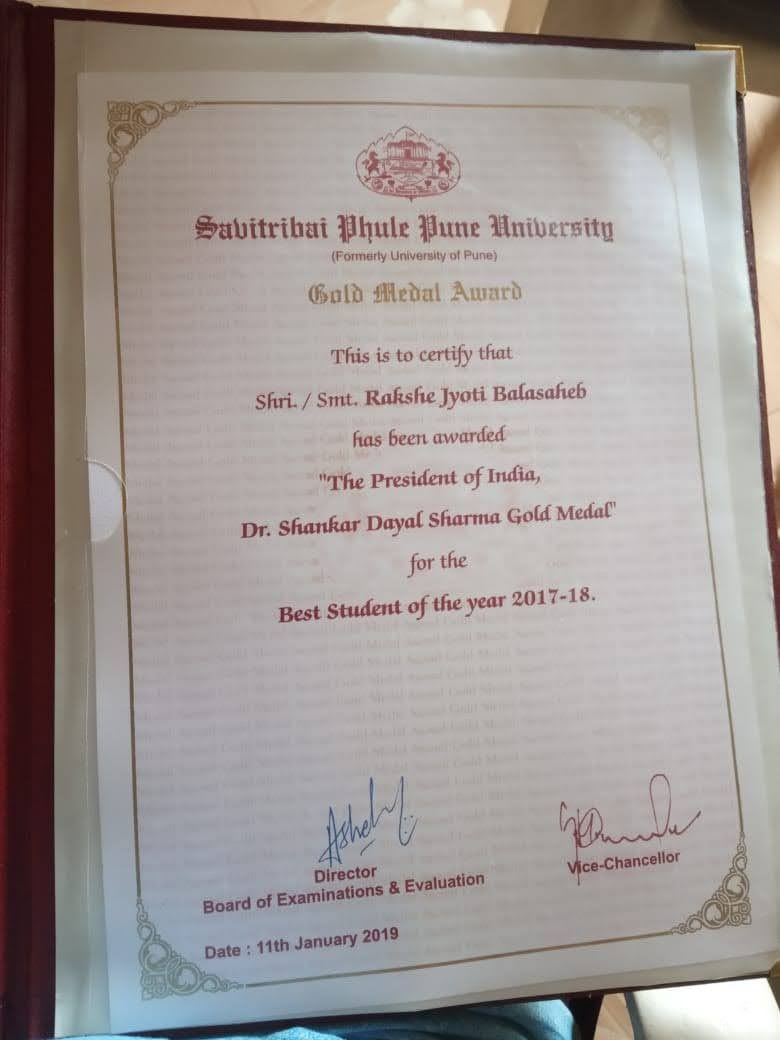 Savitribai Phule Pune University
(Formerly University of Pune)
Gold Medal Award
This is to certify that
Shri. / Smt. Rakshe Jyoti Balasaheb
has been awarded
"The President of India,
Dr. Shankar Dayal Sharma Gold Medal"
for the
Best Student of the year 2017-18.
Director
Board of Examinations & Evaluation
Vice-Chancellor
Date : 11th January 2019